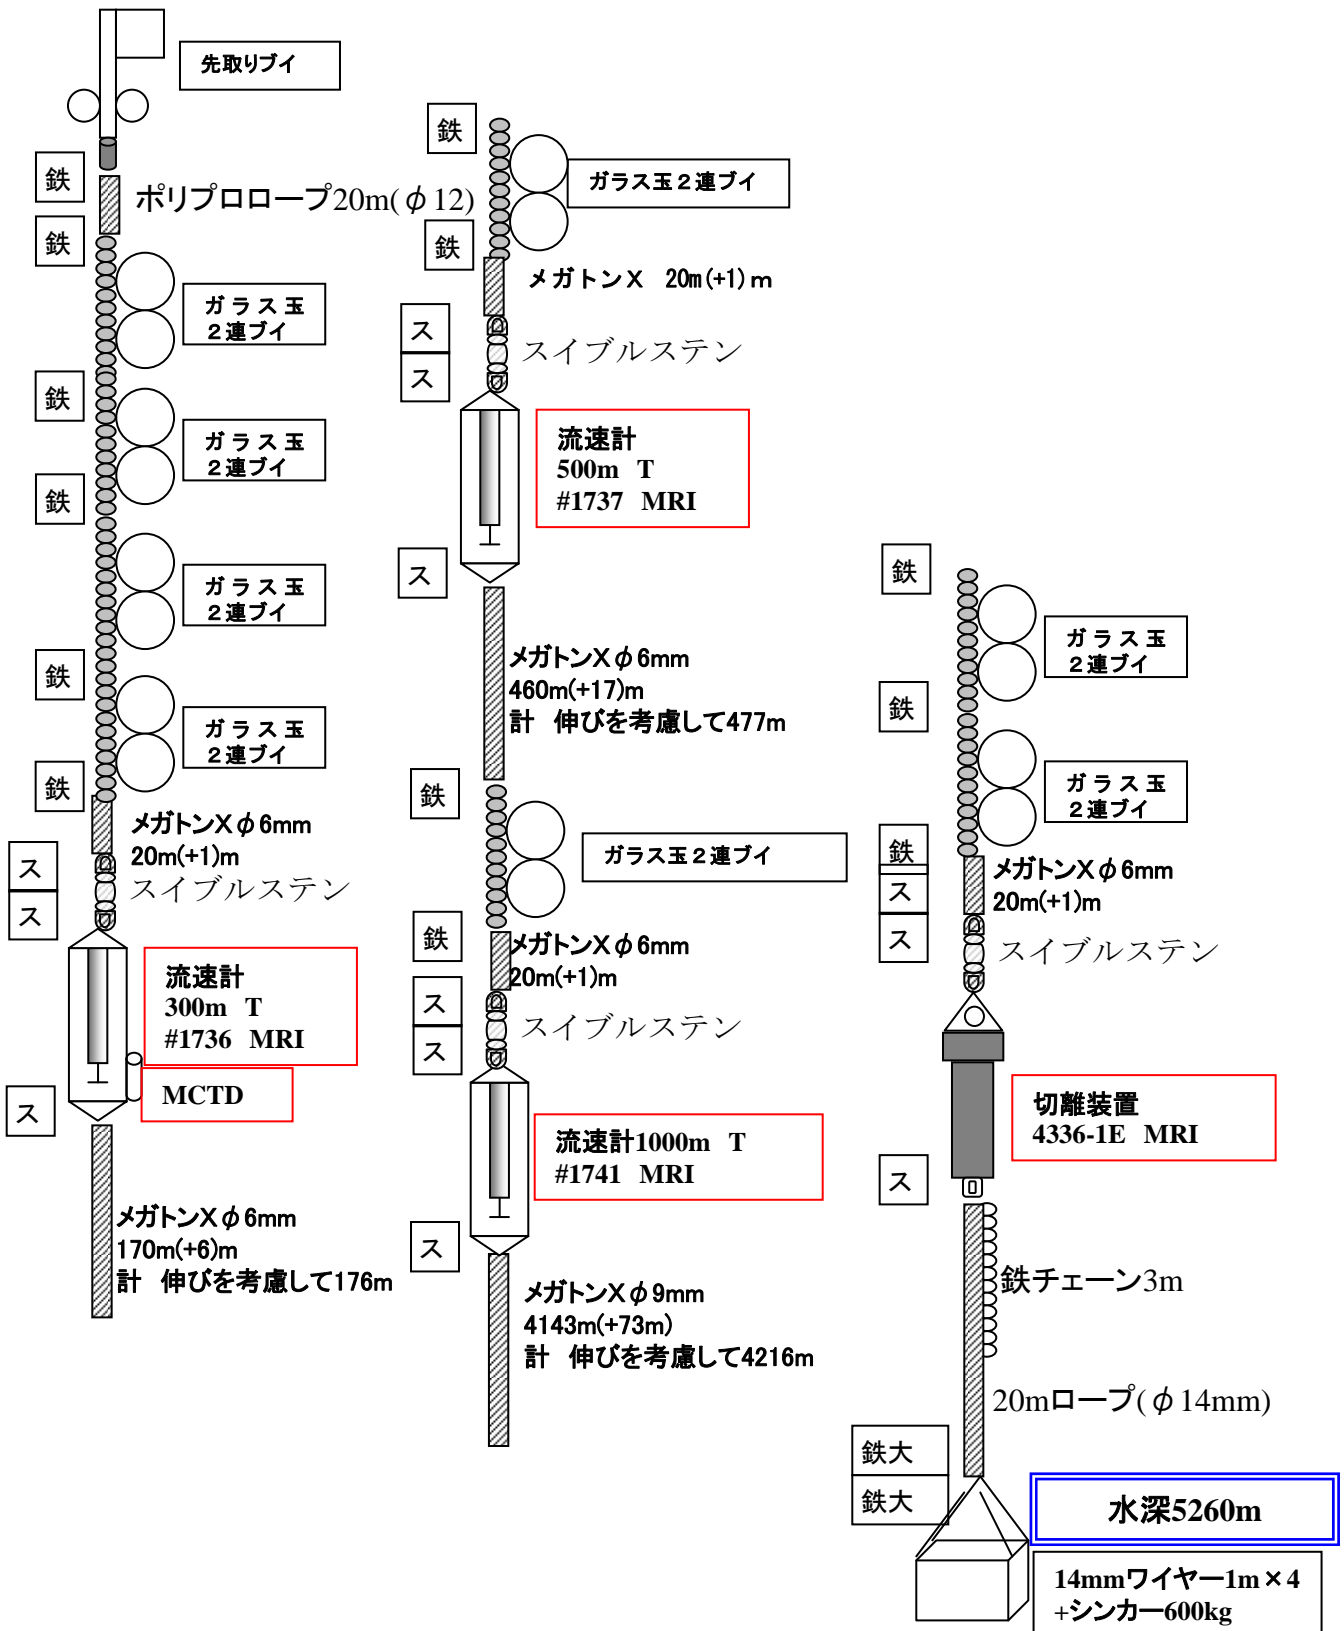 先取りブイ
鉄
ポリプロロープ20m(φ12)
鉄
ガラス玉
２連ブイ
鉄
ガラス玉
２連ブイ
鉄
ガラス玉
２連ブイ
鉄
ガラス玉
２連ブイ
鉄
メガトンXφ6mm
20m(+1)m
ス
スイブルステン
ス
流速計
300m T
#1736 MRI
MCTD
ス
メガトンXφ6mm
170m(+6)m
計 伸びを考慮して176m
鉄
ガラス玉２連ブイ
鉄
メガトンX 20m(+1)m
ス
スイブルステン
ス
流速計
500m T
#1737 MRI
ス
メガトンXφ6mm
460m(+17)m
計 伸びを考慮して477m
鉄
ガラス玉２連ブイ
鉄
メガトンXφ6mm
20m(+1)m
ス
スイブルステン
ス
流速計1000m T
#1741 MRI
ス
メガトンXφ9mm
4143m(+73m)
計 伸びを考慮して4216m
鉄
ガラス玉
２連ブイ
鉄
ガラス玉
２連ブイ
鉄
メガトンXφ6mm
ス
20m(+1)m
ス
スイブルステン
切離装置
4336-1E MRI
ス
鉄チェーン3m
20mロープ(φ14mm)
鉄大
鉄大
水深5260m
14mmワイヤー1m×4
+シンカー600kg